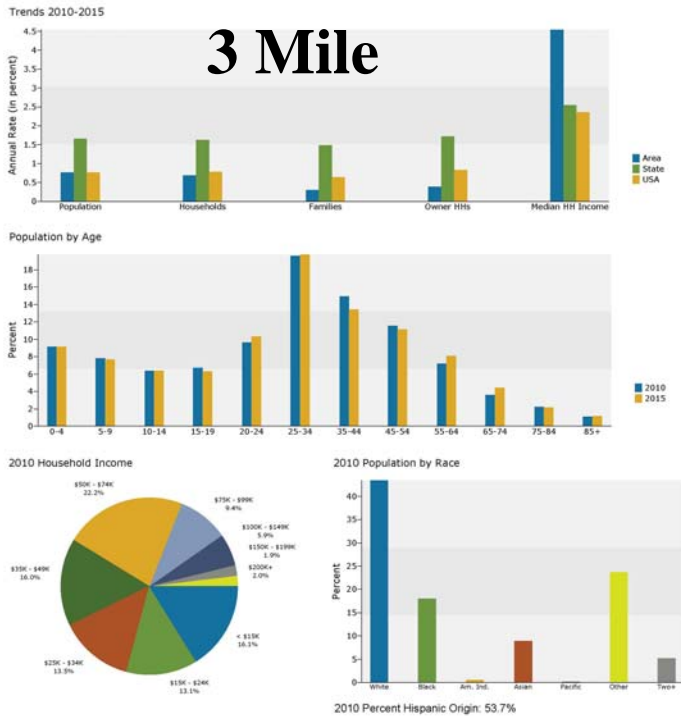 Trends 2010-2015
3 Mile
Annual Rate (in percent)
4.5
4
3.5
3
2.5
2
1.5
1
0.5
0
Population
Households
Families
Owner HHs
Median HH Income
Area
State
USA
Population by Age
Percent
18
16
14
12
10
8
6
4
2
0
0-4
5-9
10-14
15-19
20-24
25-34
35-44
45-54
55-64
65-74
75-84
85+
2010
2015
2010 Household Income
$50K - $74K
22.2%
$75K - $99K
9.4%
$100K - $149K
5.9%
$150K - $199K
1.9%
$200K+
2.0%
$35K - $49K
16.0%
< $15K
16.1%
$25K - $34K
13.5%
$15K - $24K
13.1%
2010 Population by Race
Percent
40
35
30
25
20
15
10
5
0
White
Black
Am. Ind.
Asian
Pacific
Other
Two+
2010 Percent Hispanic Origin: 53.7%